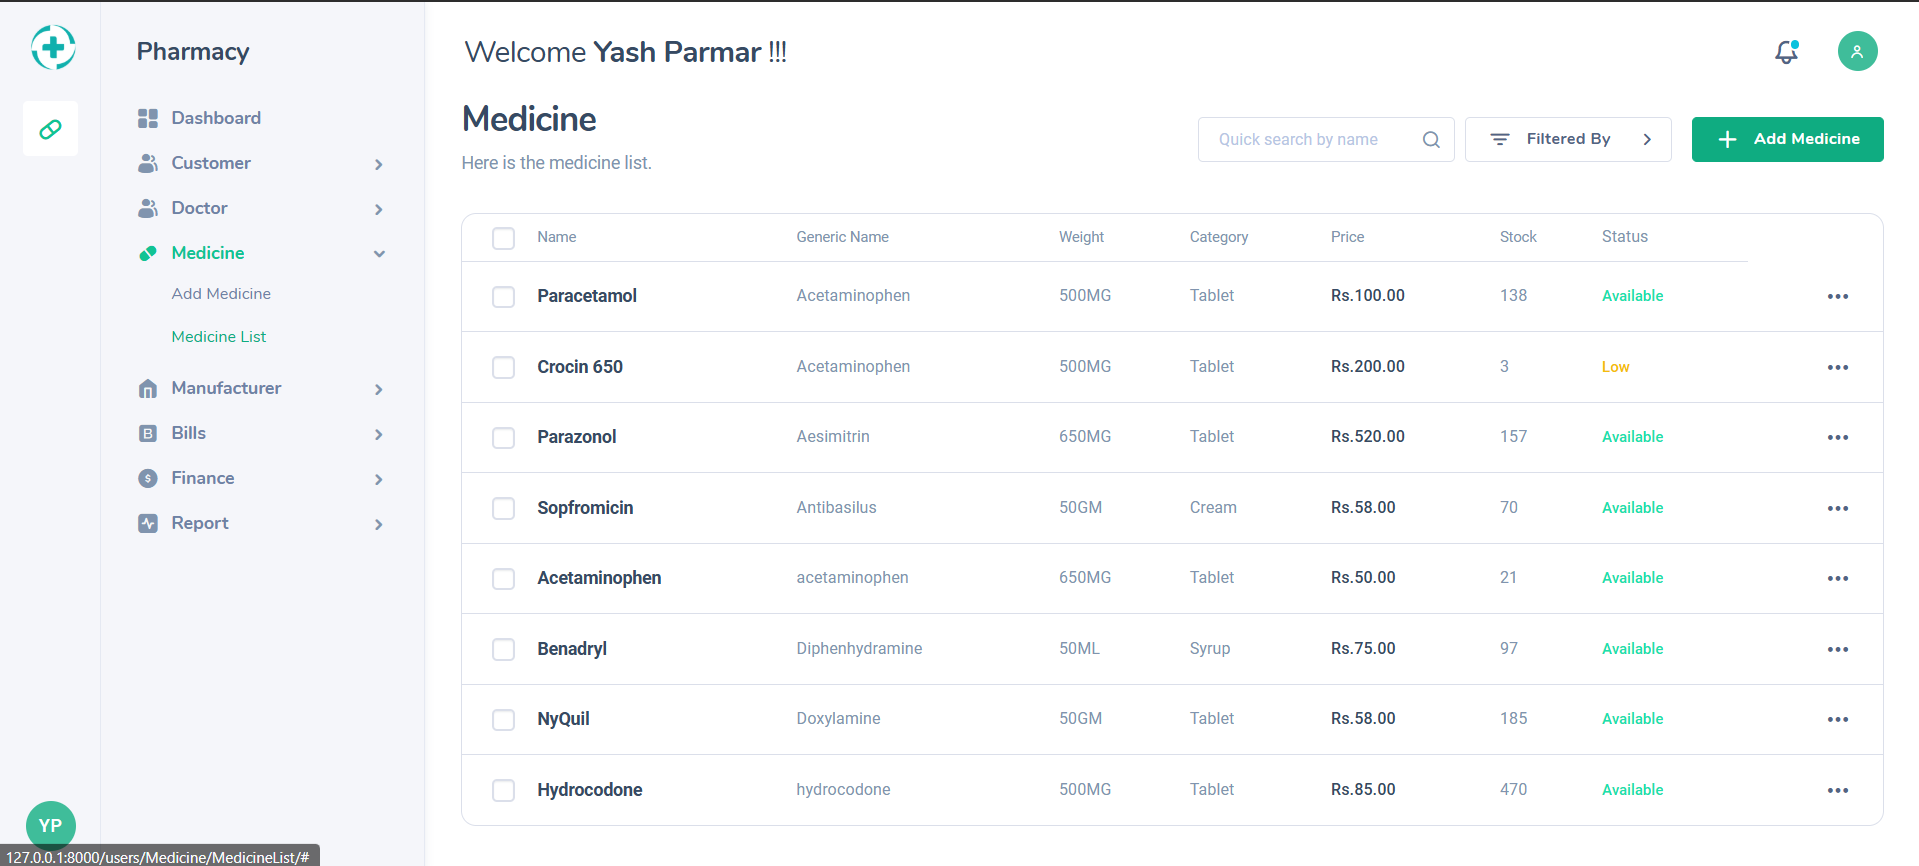 Pharmacy
Dashboard
Customer
Doctor
Medicine
Add Medicine
Medicine List
Manufacturer
B Bills
$ Finance
Report
YP
127.0.0.1:8000/users/Medicine/MedicineList/#
Welcome Yash Parmar !!!
Medicine
Here is the medicine list.
Quick search by name
Filtered By
Add Medicine
Name Generic Name Weight Category Price Stock Status
Paracetamol Acetaminophen 500MG Tablet Rs.100.00 138 Available
Crocin 650 Acetaminophen 500MG Tablet Rs.200.00 3 Low
Parazonol Aesimitrin 650MG Tablet Rs.520.00 157 Available
Sopfromicin Antibasilus 50GM Cream Rs.58.00 70 Available
Acetaminophen acetaminophen 650MG Tablet Rs.50.00 21 Available
Benadryl Diphenhydramine 50ML Syrup Rs.75.00 97 Available
NyQuil Doxylamine 50GM Tablet Rs.58.00 185 Available
Hydrocodone hydrocodone 500MG Tablet Rs.85.00 470 Available